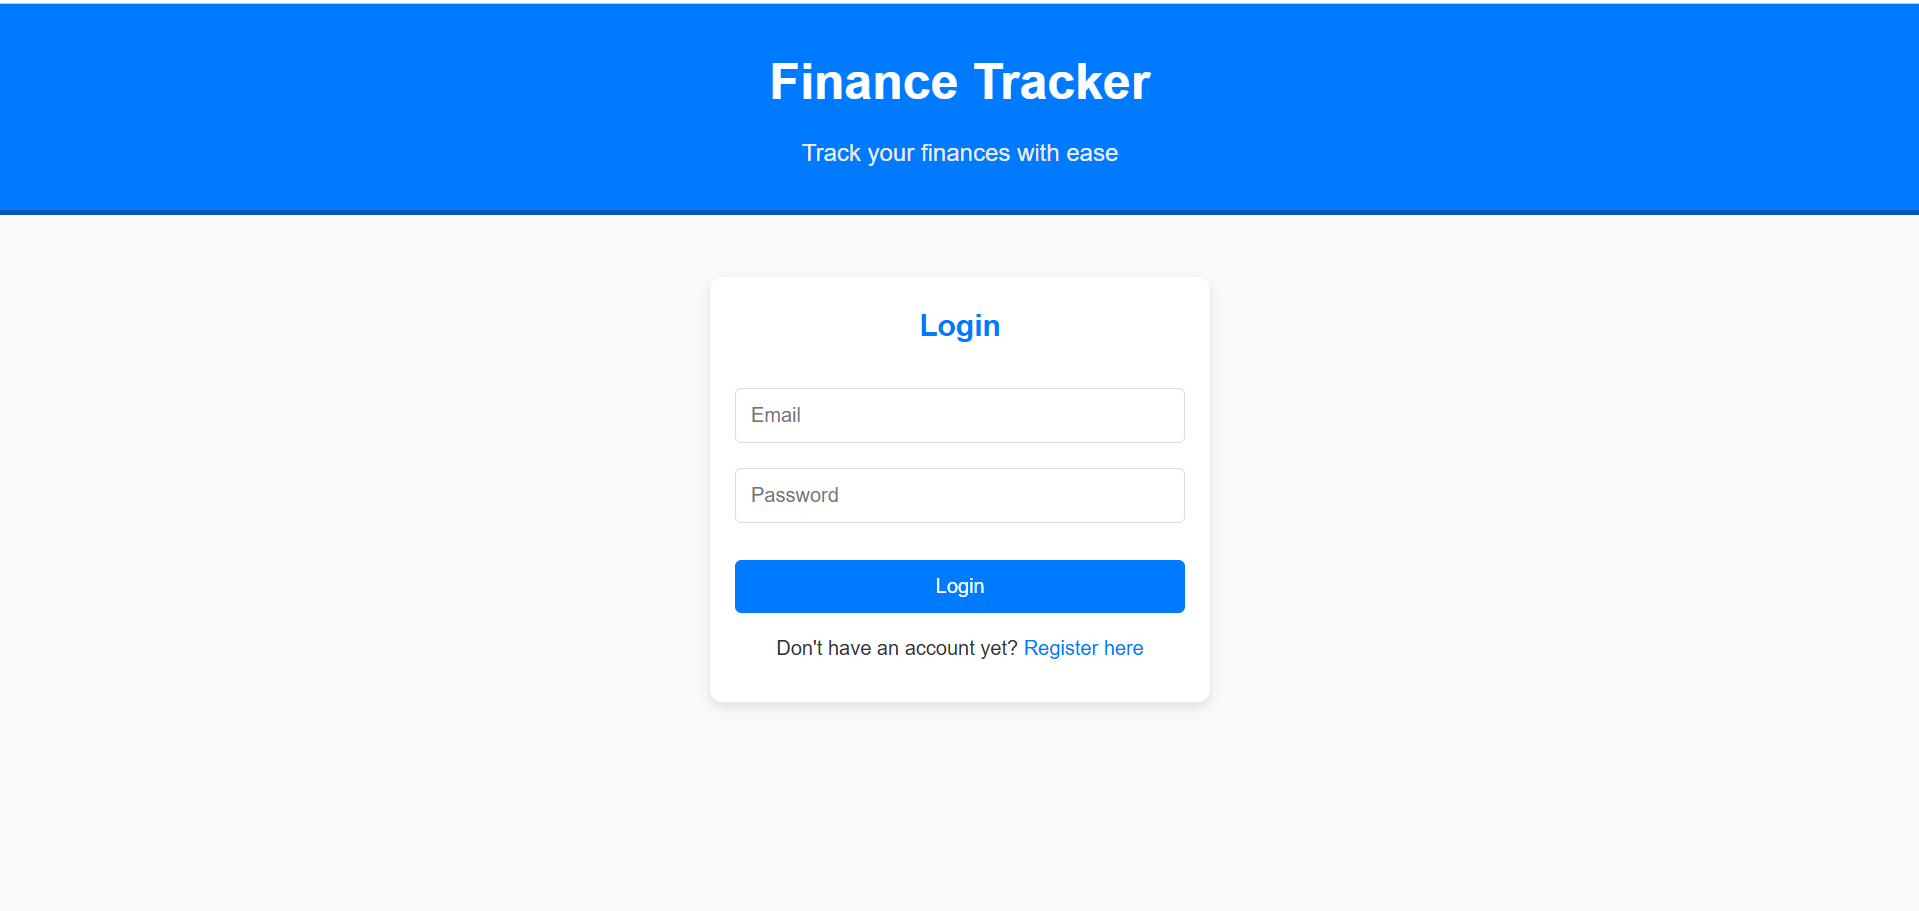 Finance Tracker
Track your finances with ease
Login
Email
Password
Login
Don't have an account yet? Register here